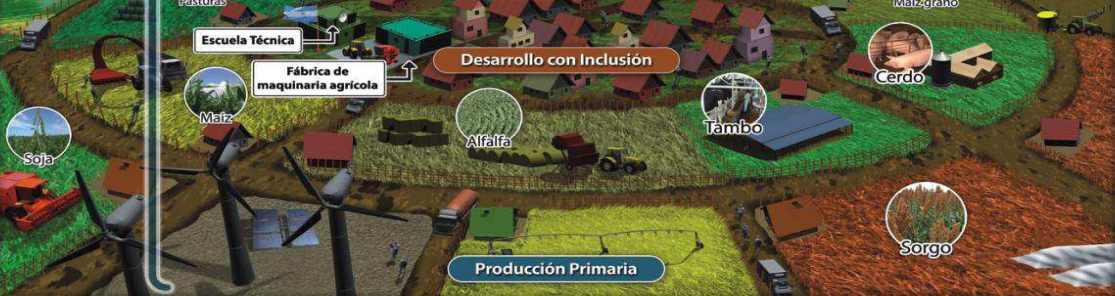 Pasturas
Maíz-grano
Escuela Técnica
Desarrollo con Inclusión
Fábrica de
maquinaria agrícola
Cerdo
Maíz
Tambo
Alfalfa
Soja
Sorgo
Producción Primaria